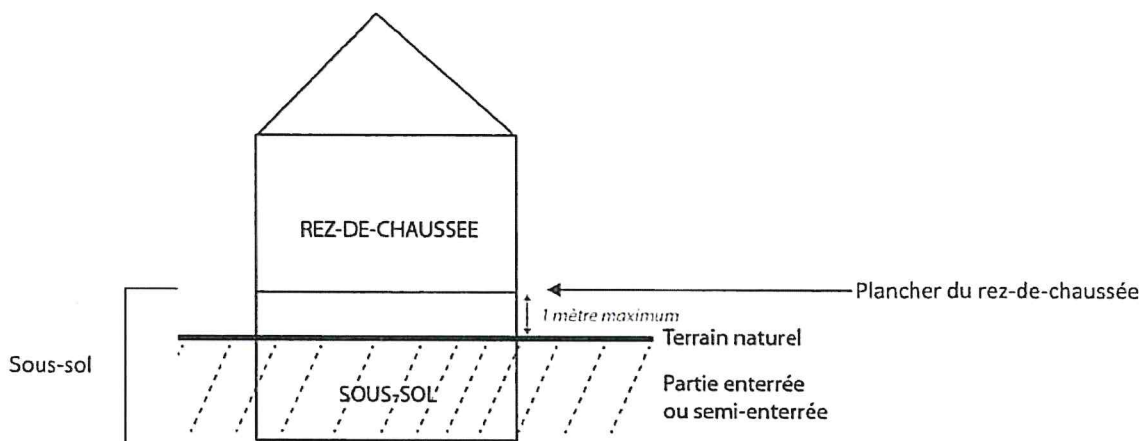 REZ-DE-CHAUSSEE
Plancher du rez-de-chaussée
1 mètre maximum
Terrain naturel
Sous-sol
SOUS-SOL
Partie enterrée
ou semi-enterrée